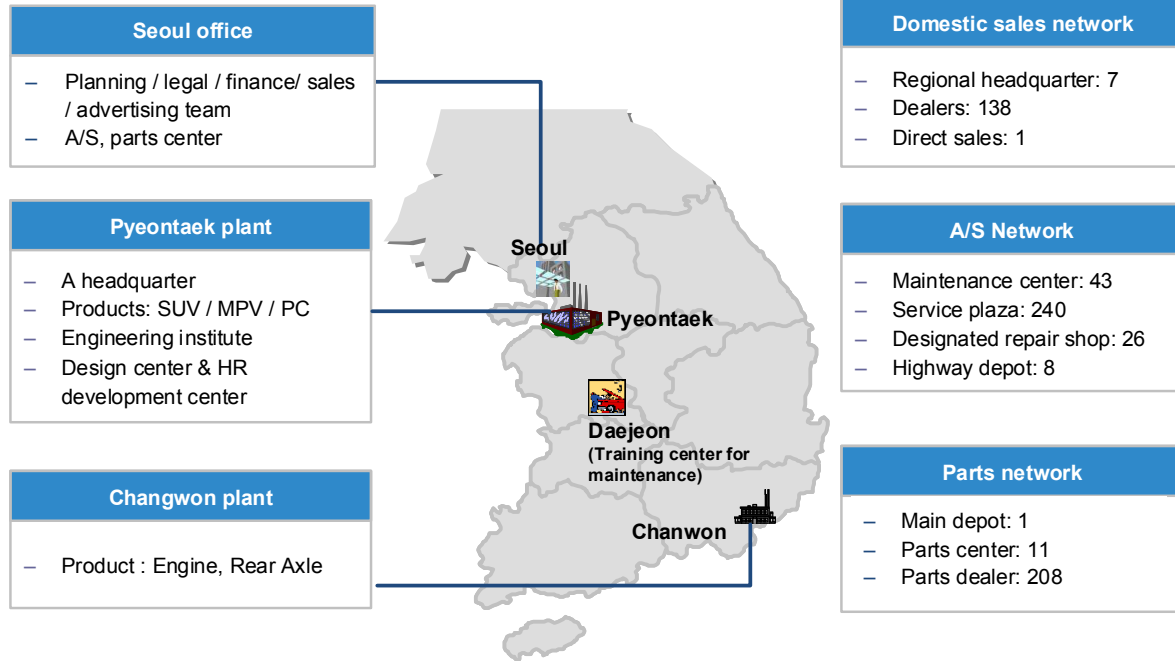 Seoul office
– Planning / legal / finance/ sales
/ advertising team
– A/S, parts center
Pyeontaek plant
– A headquarter
– Products: SUV / MPV / PC
– Engineering institute
– Design center & HR
development center
Changwon plant
– Product : Engine, Rear Axle
Seoul
Pyeontaek
Daejeon
(Training center for
maintenance)
Chanwon
Domestic sales network
– Regional headquarter: 7
– Dealers: 138
– Direct sales: 1
A/S Network
– Maintenance center: 43
– Service plaza: 240
– Designated repair shop: 26
– Highway depot: 8
Parts network
– Main depot: 1
– Parts center: 11
– Parts dealer: 208